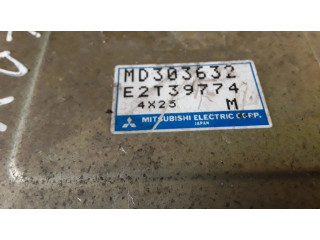 MD303632
E2T39774
4X25 M
MITSUBISHI ELECTRIC CORP.
JAPAN